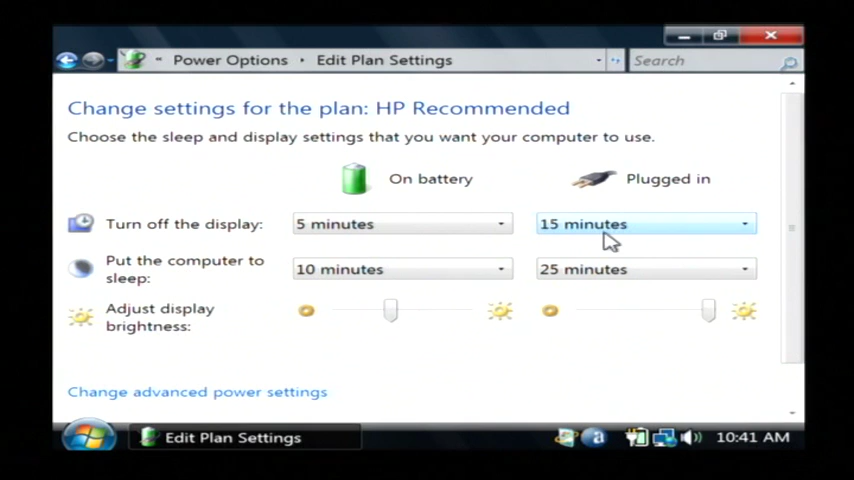 « Power Options › Edit Plan Settings
Search
Change settings for the plan: HP Recommended
Choose the sleep and display settings that you want your computer to use.
On battery
Plugged in
Turn off the display:
5 minutes
15 minutes
Put the computer to sleep:
10 minutes
25 minutes
Adjust display
brightness:
Change advanced power settings
Edit Plan Settings
a
10:41 AM